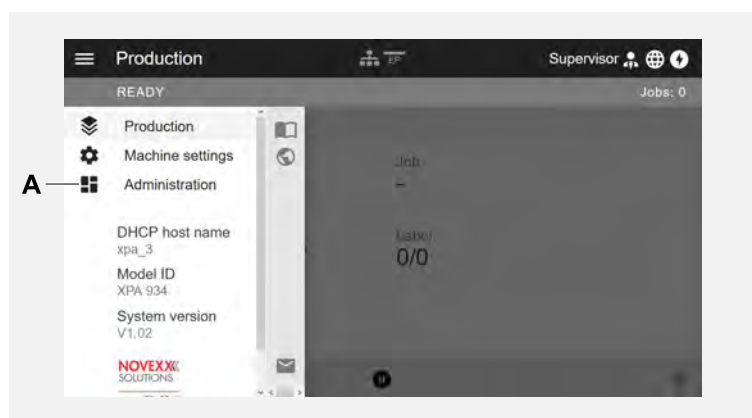 Production
EP
Supervisor
READY
Jobs: 0
Production
Machine settings
A
Administration
Job
–
DHCP host name
xpa_3
Label
0/0
Model ID
XPA 934
System version
V1.02
NOVEXX
SOLUTIONS